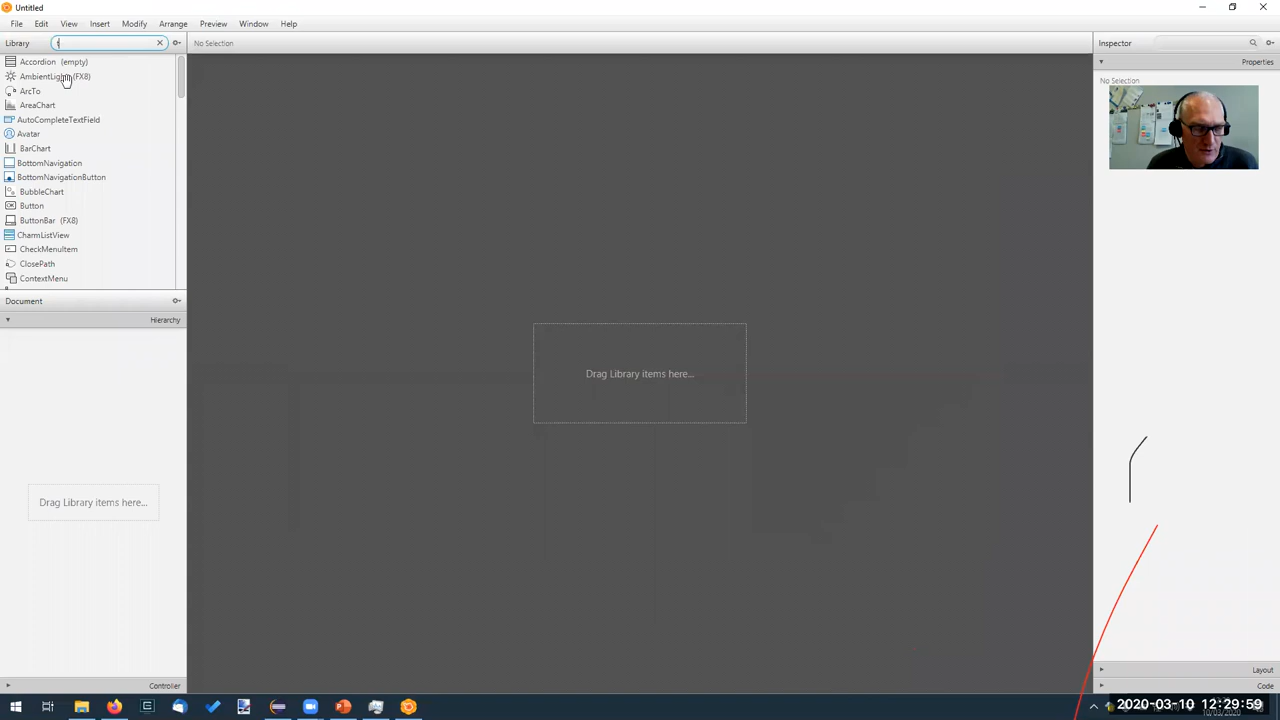 Untitled
File Edit View Insert Modify Arrange Preview Window Help
Library
No Selection
Inspector
Accordion (empty)
Properties
AmbientLight (FX8)
No Selection
ArcTo
AreaChart
AutoCompleteTextField
Avatar
BarChart
BottomNavigation
BottomNavigationButton
BubbleChart
Button
ButtonBar (FX8)
CharmListView
CheckMenuItem
ClosePath
ContextMenu
Document
Hierarchy
Drag Library items here...
Drag Library items here...
Layout
Controller
Code
2020-03-10 12:29:59